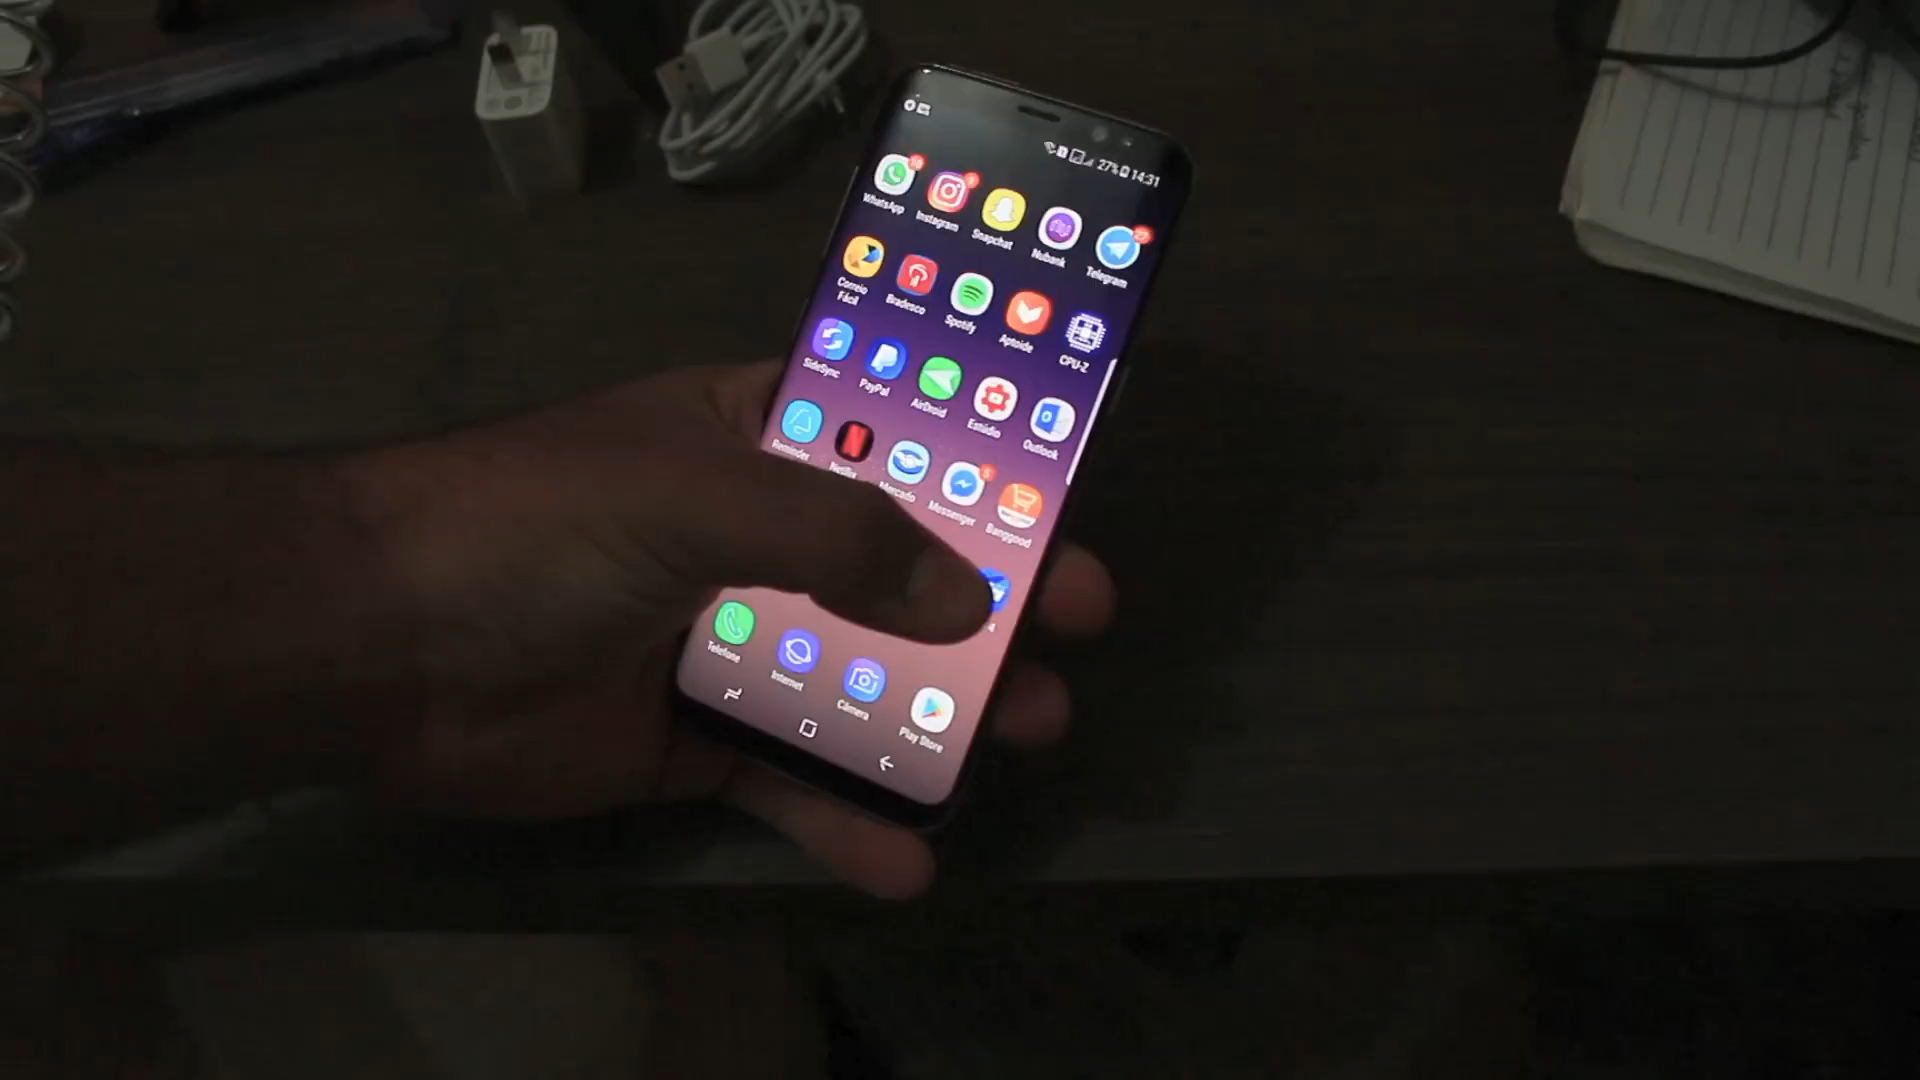 27% 14:31
WhatsApp Instagram Snapchat Nubank Telegram
Correio Fácil Bradesco Spotify Aptoide CPU-Z
SideSync PayPal AirDroid Estúdio Outlook
Reminder Netflix Mercado Messenger Banggood
4
Telefone Internet Câmera Play Store